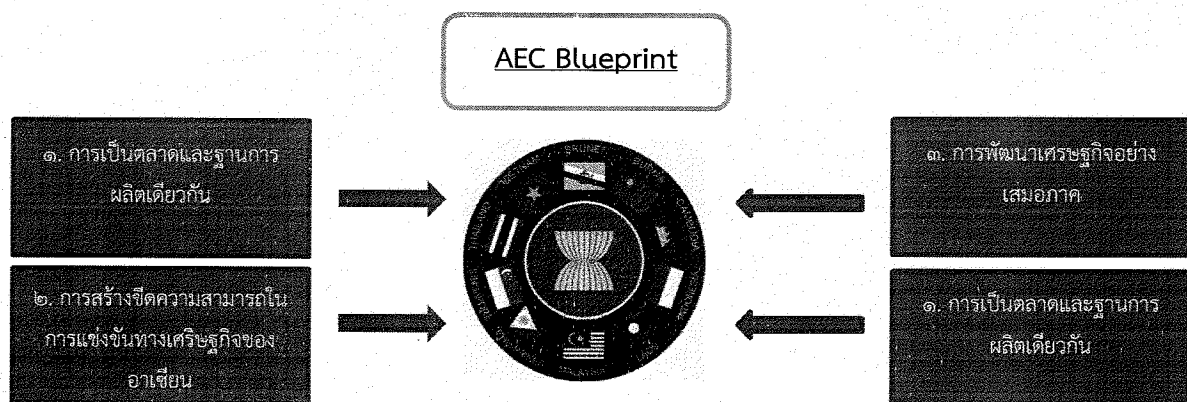 AEC Blueprint
๑. การเป็นตลาดและฐานการ
ผลิตเดียวกัน
๒. การสร้างขีดความสามารถใน
การแข่งขันทางเศริษฐกิจของ
อาเซียน
๓. การพัฒนาเศรษฐกิจอย่าง
เสมอภาค
๑. การเป็นตลาดและฐานการ
ผลิตเดียวกัน
BRUNEI
CAMBODIA
MALAYSIA